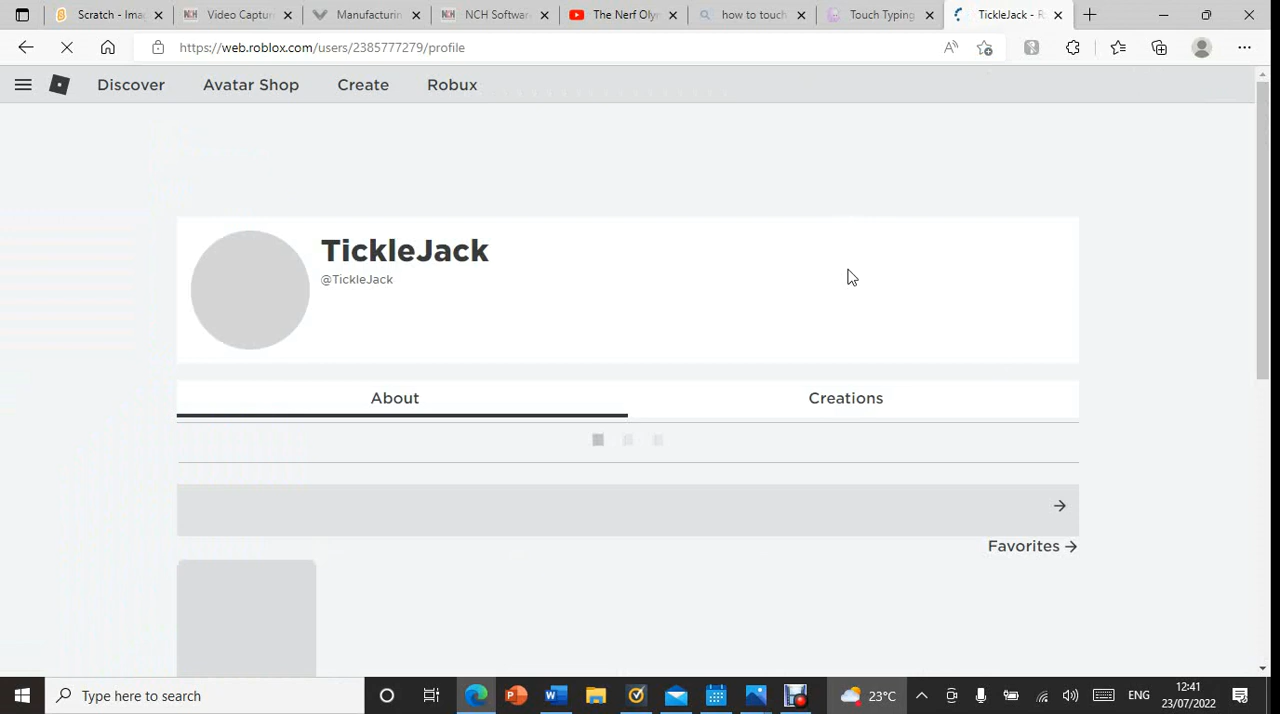 Scratch - Imag
Video Captur
Manufacturin
NCH Softwar
The Nerf Oly
how to touch
Touch Typing
TickleJack - R
https://web.roblox.com/users/2385777279/profile
Discover
Avatar Shop
Create
Robux
TickleJack
@TickleJack
About
Creations
Favorites
Type here to search
23°C
ENG
12:41
23/07/2022